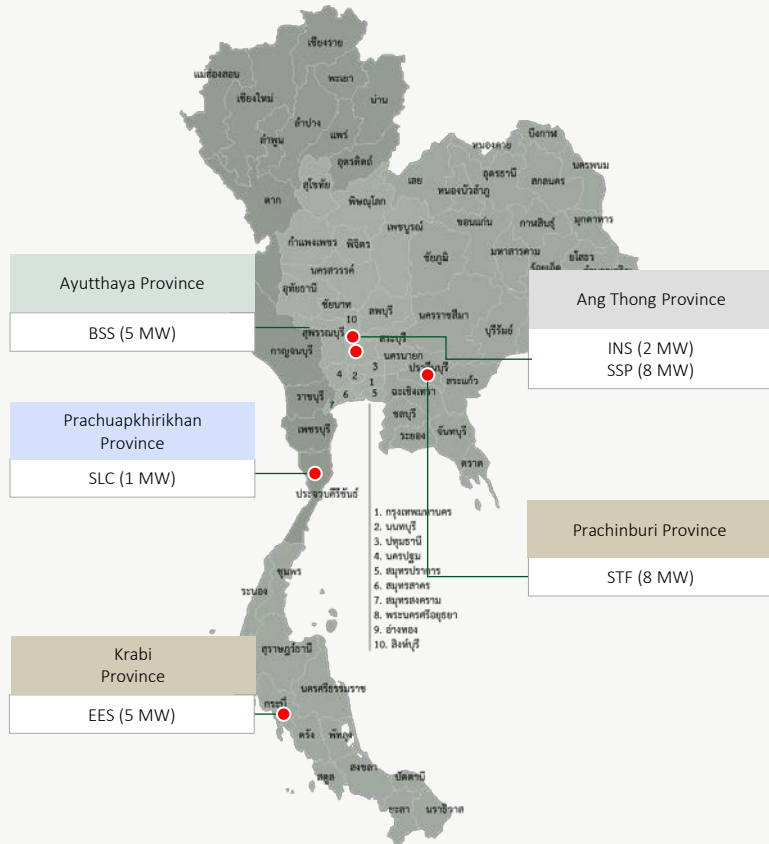 เชียงราย
แม่ฮ่องสอน
พะเยา
เชียงใหม่
น่าน
ลำปาง
แพร่
ลำพูน
อุตรดิตถ์
บึงกาฬ
หนองคาย
นครพนม
เลย
อุดรธานี
สกลนคร
หนองบัวลำภู
สุโขทัย
ตาก
พิษณุโลก
เพชรบูรณ์
ขอนแก่น
กาฬสินธุ์
มุกดาหาร
กำแพงเพชร
พิจิตร
ชัยภูมิ
มหาสารคาม
ยโสธร
ร้อยเอ็ด
นครสวรรค์
อุทัยธานี
ชัยนาท
ลพบุรี
นครราชสีมา
บุรีรัมย์
10
สุพรรณบุรี
สระบุรี
กาญจนบุรี
นครนายก
3
ปราจีนบุรี
4
2
1
สระแก้ว
ราชบุรี
6
5
ฉะเชิงเทรา
7
ชลบุรี
เพชรบุรี
ระยอง
จันทบุรี
ตราด
ประจวบคีรีขันธ์
ชุมพร
ระนอง
สุราษฎร์ธานี
นครศรีธรรมราช
กระบี่
ตรัง
พัทลุง
สงขลา
สตูล
ปัตตานี
ยะลา
นราธิวาส
1. กรุงเทพมหานคร
2. นนทบุรี
3. ปทุมธานี
4. นครปฐม
5. สมุทรปราการ
6. สมุทรสาคร
7. สมุทรสงคราม
8. พระนครศรีอยุธยา
9. อ่างทอง
10. สิงห์บุรี
Ayutthaya Province
BSS (5 MW)
Prachuapkhirikhan
Province
SLC (1 MW)
Krabi
Province
EES (5 MW)
Ang Thong Province
INS (2 MW)
SSP (8 MW)
Prachinburi Province
STF (8 MW)